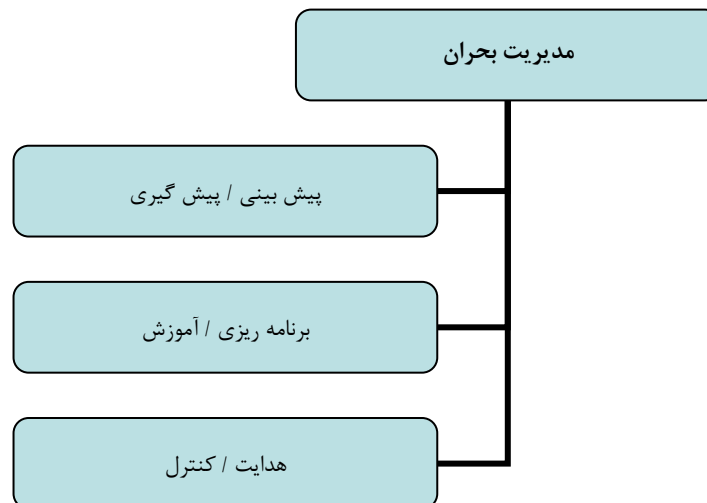 مدیریت بحران
پیش بینی / پیش گیری
برنامه ریزی / آموزش
هدایت / کنترل